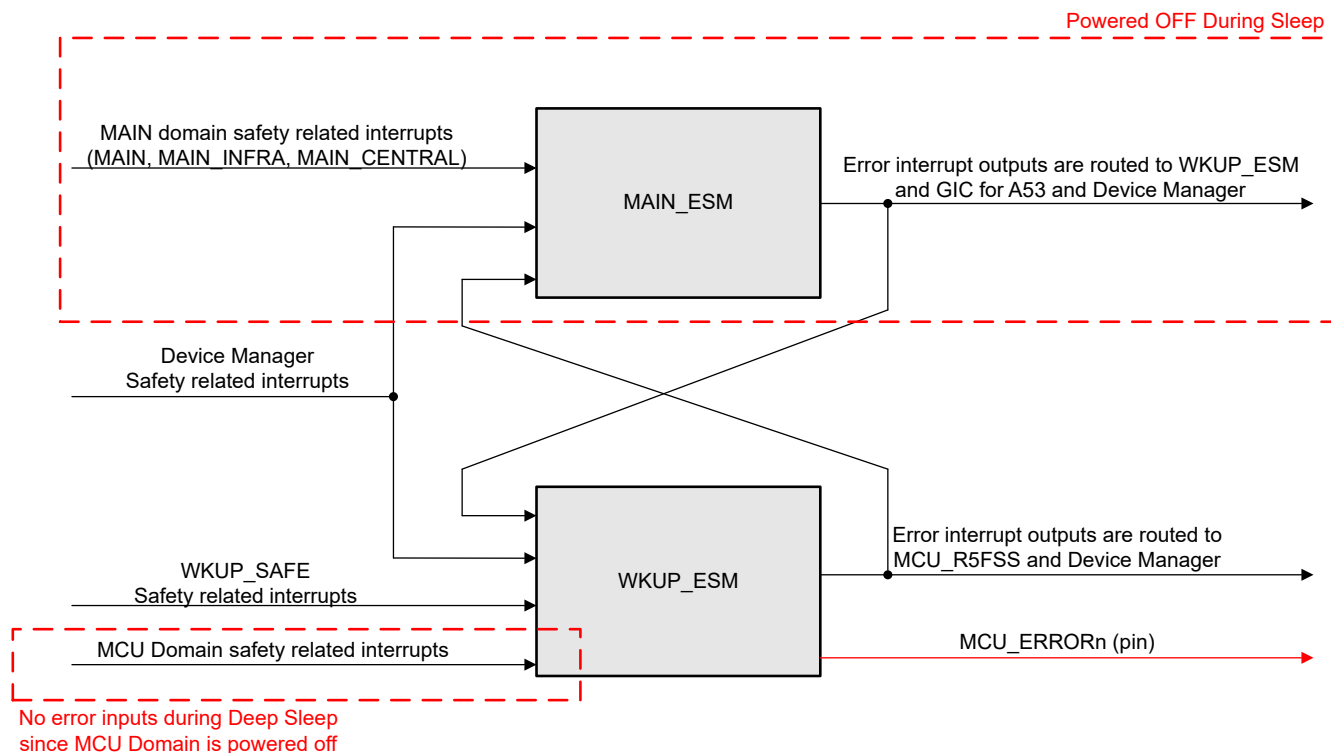 Powered OFF During Sleep
MAIN domain safety related interrupts
(MAIN, MAIN_INFRA, MAIN_CENTRAL)
MAIN_ESM
Error interrupt outputs are routed to WKUP_ESM
and GIC for A53 and Device Manager
Device Manager
Safety related interrupts
WKUP_SAFE
Safety related interrupts
MCU Domain safety related interrupts
WKUP_ESM
Error interrupt outputs are routed to
MCU_R5FSS and Device Manager
MCU_ERRORn (pin)
No error inputs during Deep Sleep
since MCU Domain is powered off